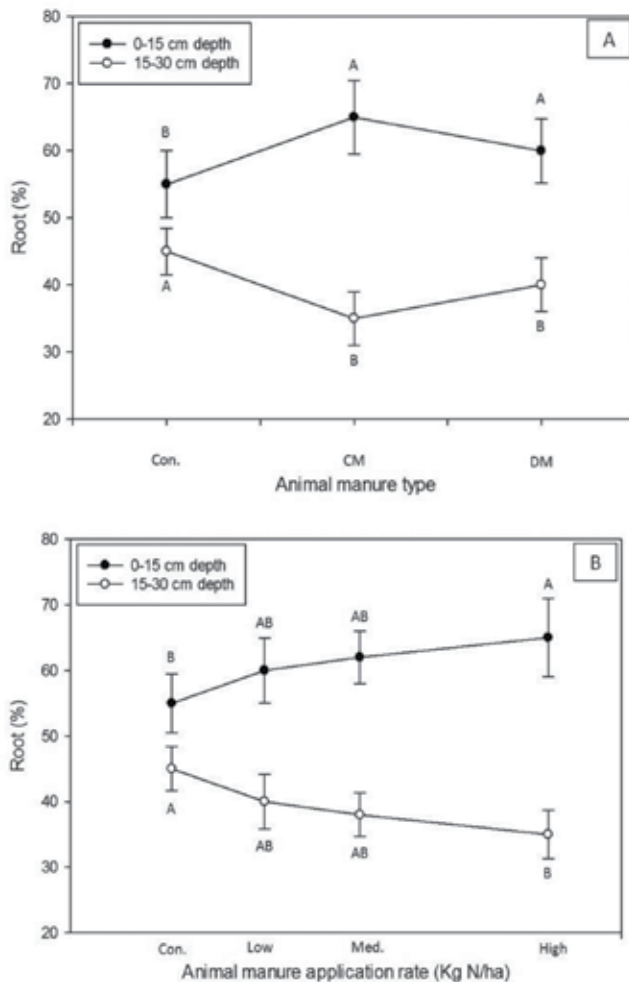 80
0-15 cm depth
15-30 cm depth
A
A
70
A
B
60
Root (%)
50
40
A
B
30
B
20
Con.
CM
DM
Animal manure type
80
0-15 cm depth
15-30 cm depth
B
A
70
AB
AB
B
60
Root (%)
50
40
A
AB
AB
30
B
20
Con.
Low
Med.
High
Animal manure application rate (Kg N/ha)